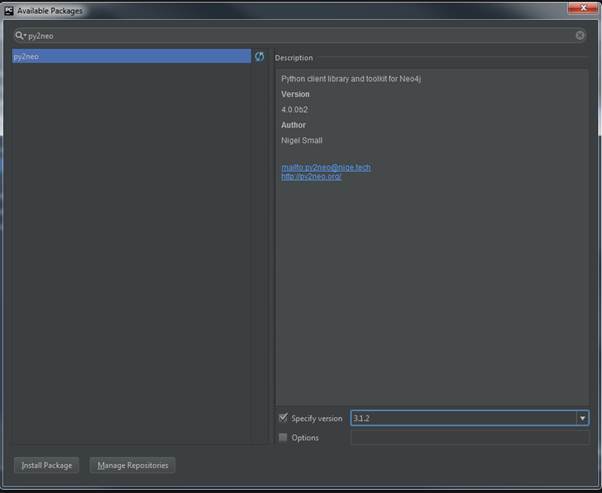 PC Available Packages
py2neo
py2neo
Description
Python client library and toolkit for Neo4j
Version
4.0.0b2
Author
Nigel Small
mailto:py2neo@nige.tech
http://py2neo.org/
Specify version 3.1.2
Options
Install Package Manage Repositories